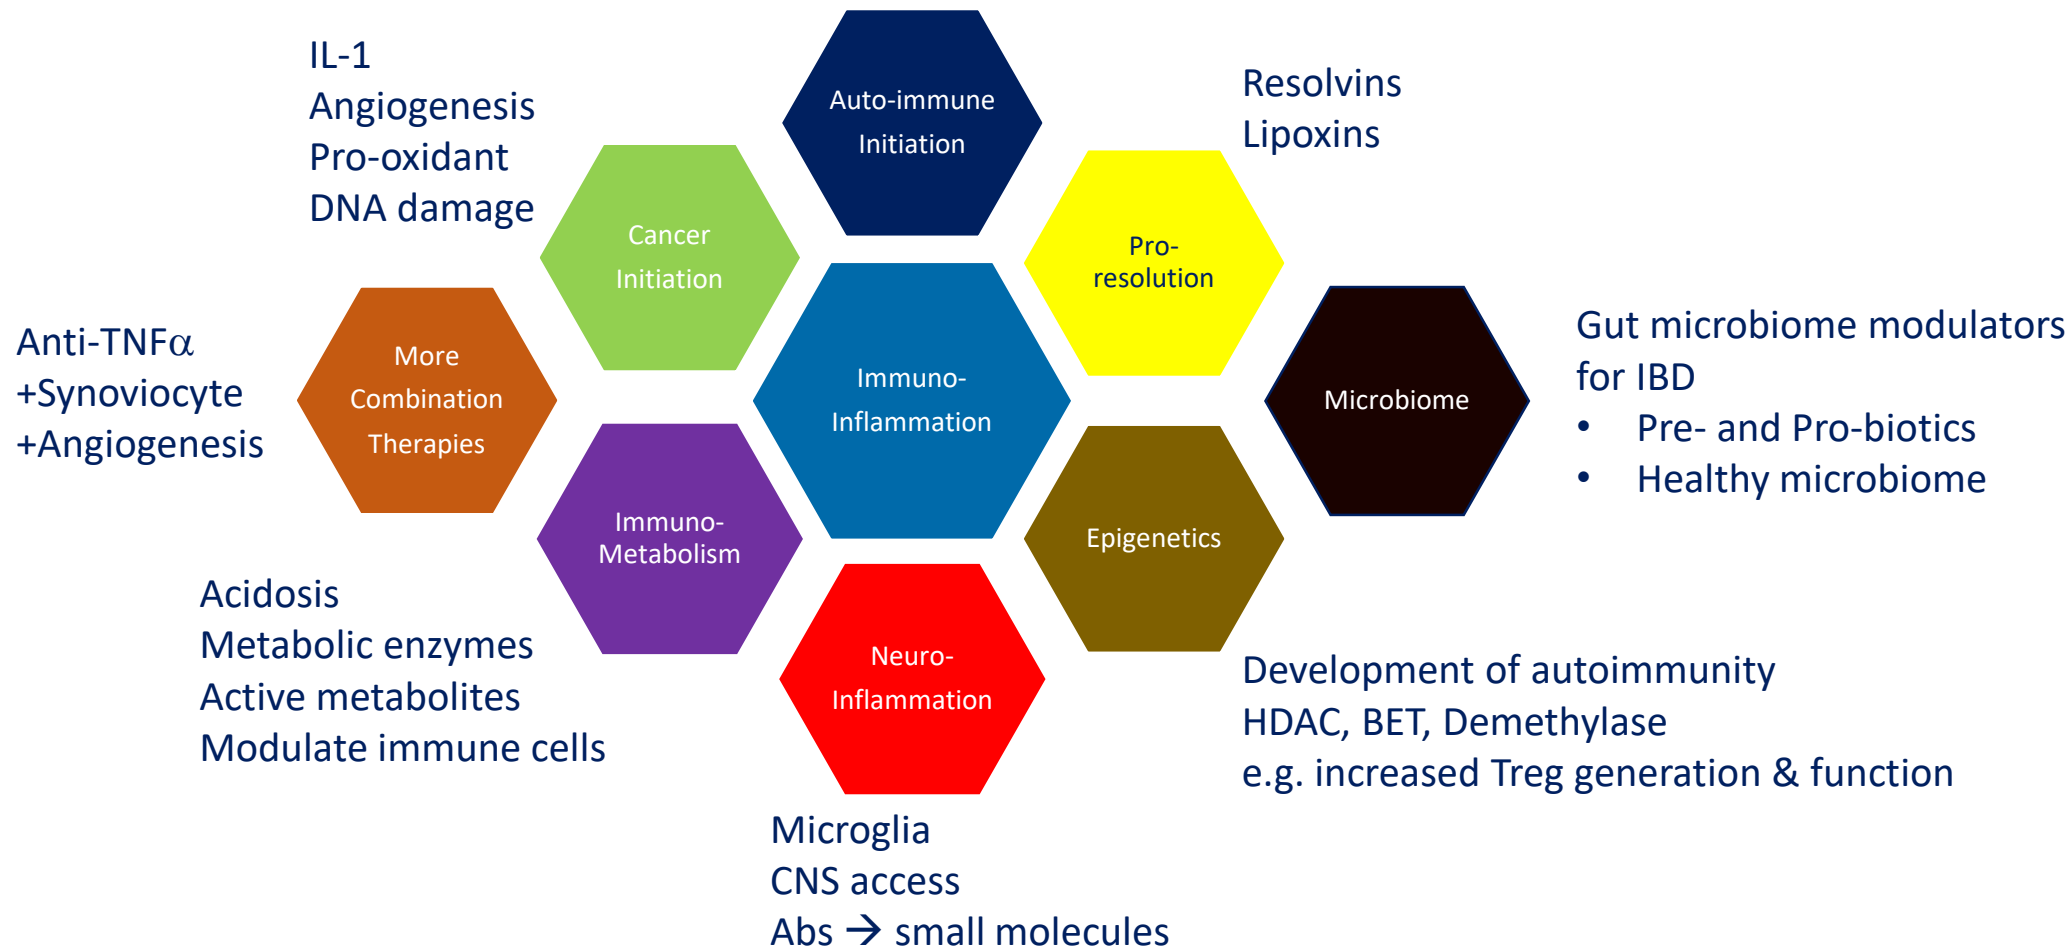 IL-1
Angiogenesis
Pro-oxidant
DNA damage
Auto-immune
Initiation
Resolvins
Lipoxins
Cancer
Initiation
Pro-
resolution
Anti-TNFα
+Synoviocyte
+Angiogenesis
More
Combination
Therapies
Immuno-
Inflammation
Microbiome
Gut microbiome modulators
for IBD
• Pre- and Pro-biotics
• Healthy microbiome
Immuno-
Metabolism
Epigenetics
Acidosis
Metabolic enzymes
Active metabolites
Modulate immune cells
Neuro-
Inflammation
Development of autoimmunity
HDAC, BET, Demethylase
e.g. increased Treg generation & function
Microglia
CNS access
Abs → small molecules